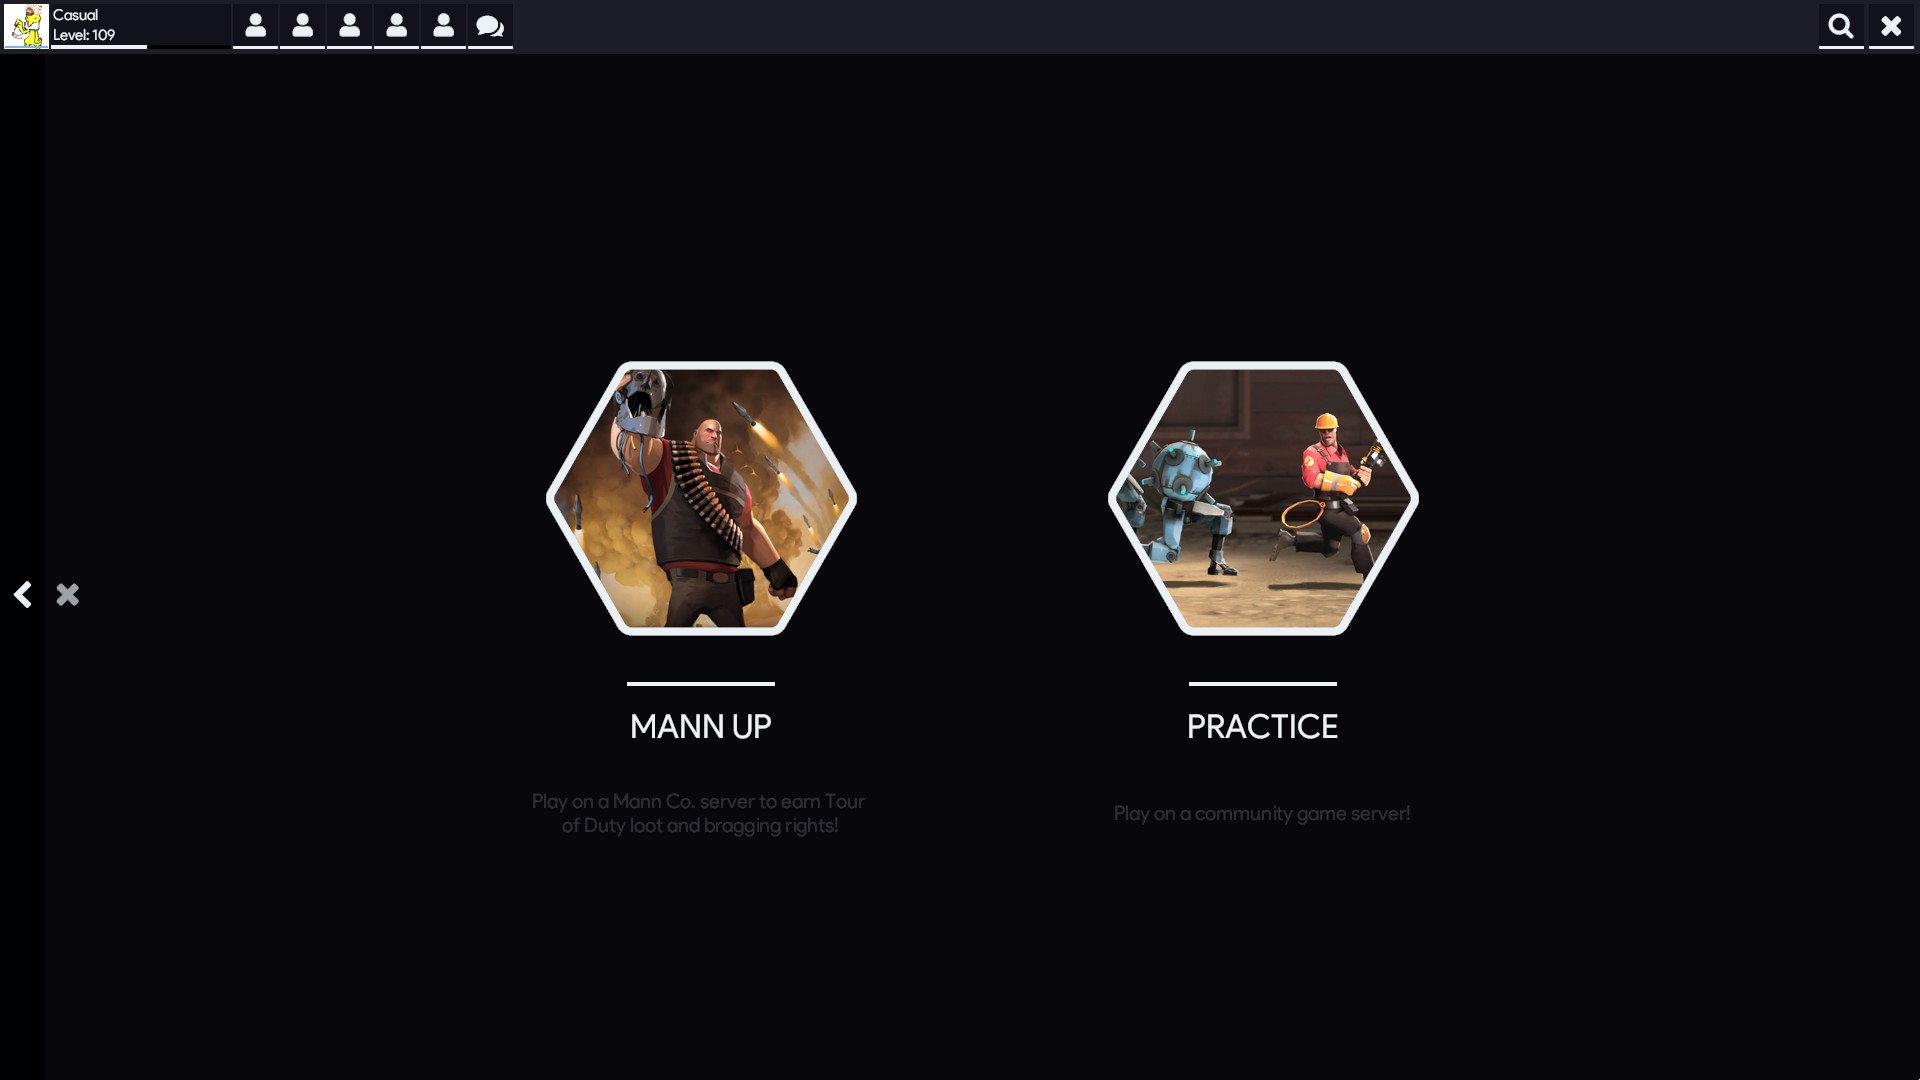 Casual
Level: 109
MANN UP
PRACTICE
Play on a Mann Co. server to earn Tour
of Duty loot and bragging rights!
Play on a community game server!